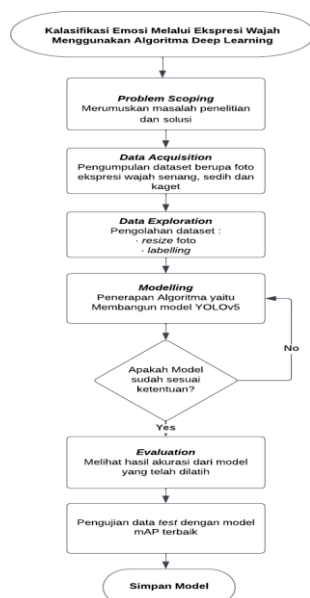 Kalasifikasi Emosi Melalui Ekspresi Wajah
Menggunakan Algoritma Deep Learning
Problem Scoping
Merumuskan masalah penelitian
dan solusi
Data Acquisition
Pengumpulan dataset berupa foto
ekspresi wajah senang, sedih dan
kaget
Data Exploration
Pengolahan dataset :
· resize foto
· labelling
Modelling
Penerapan Algoritma yaitu
Membangun model YOLOv5
No
Apakah Model
sudah sesuai
ketentuan?
Yes
Evaluation
Melihat hasil akurasi dari model
yang telah dilatih
Pengujian data test dengan model
mAP terbaik
Simpan Model